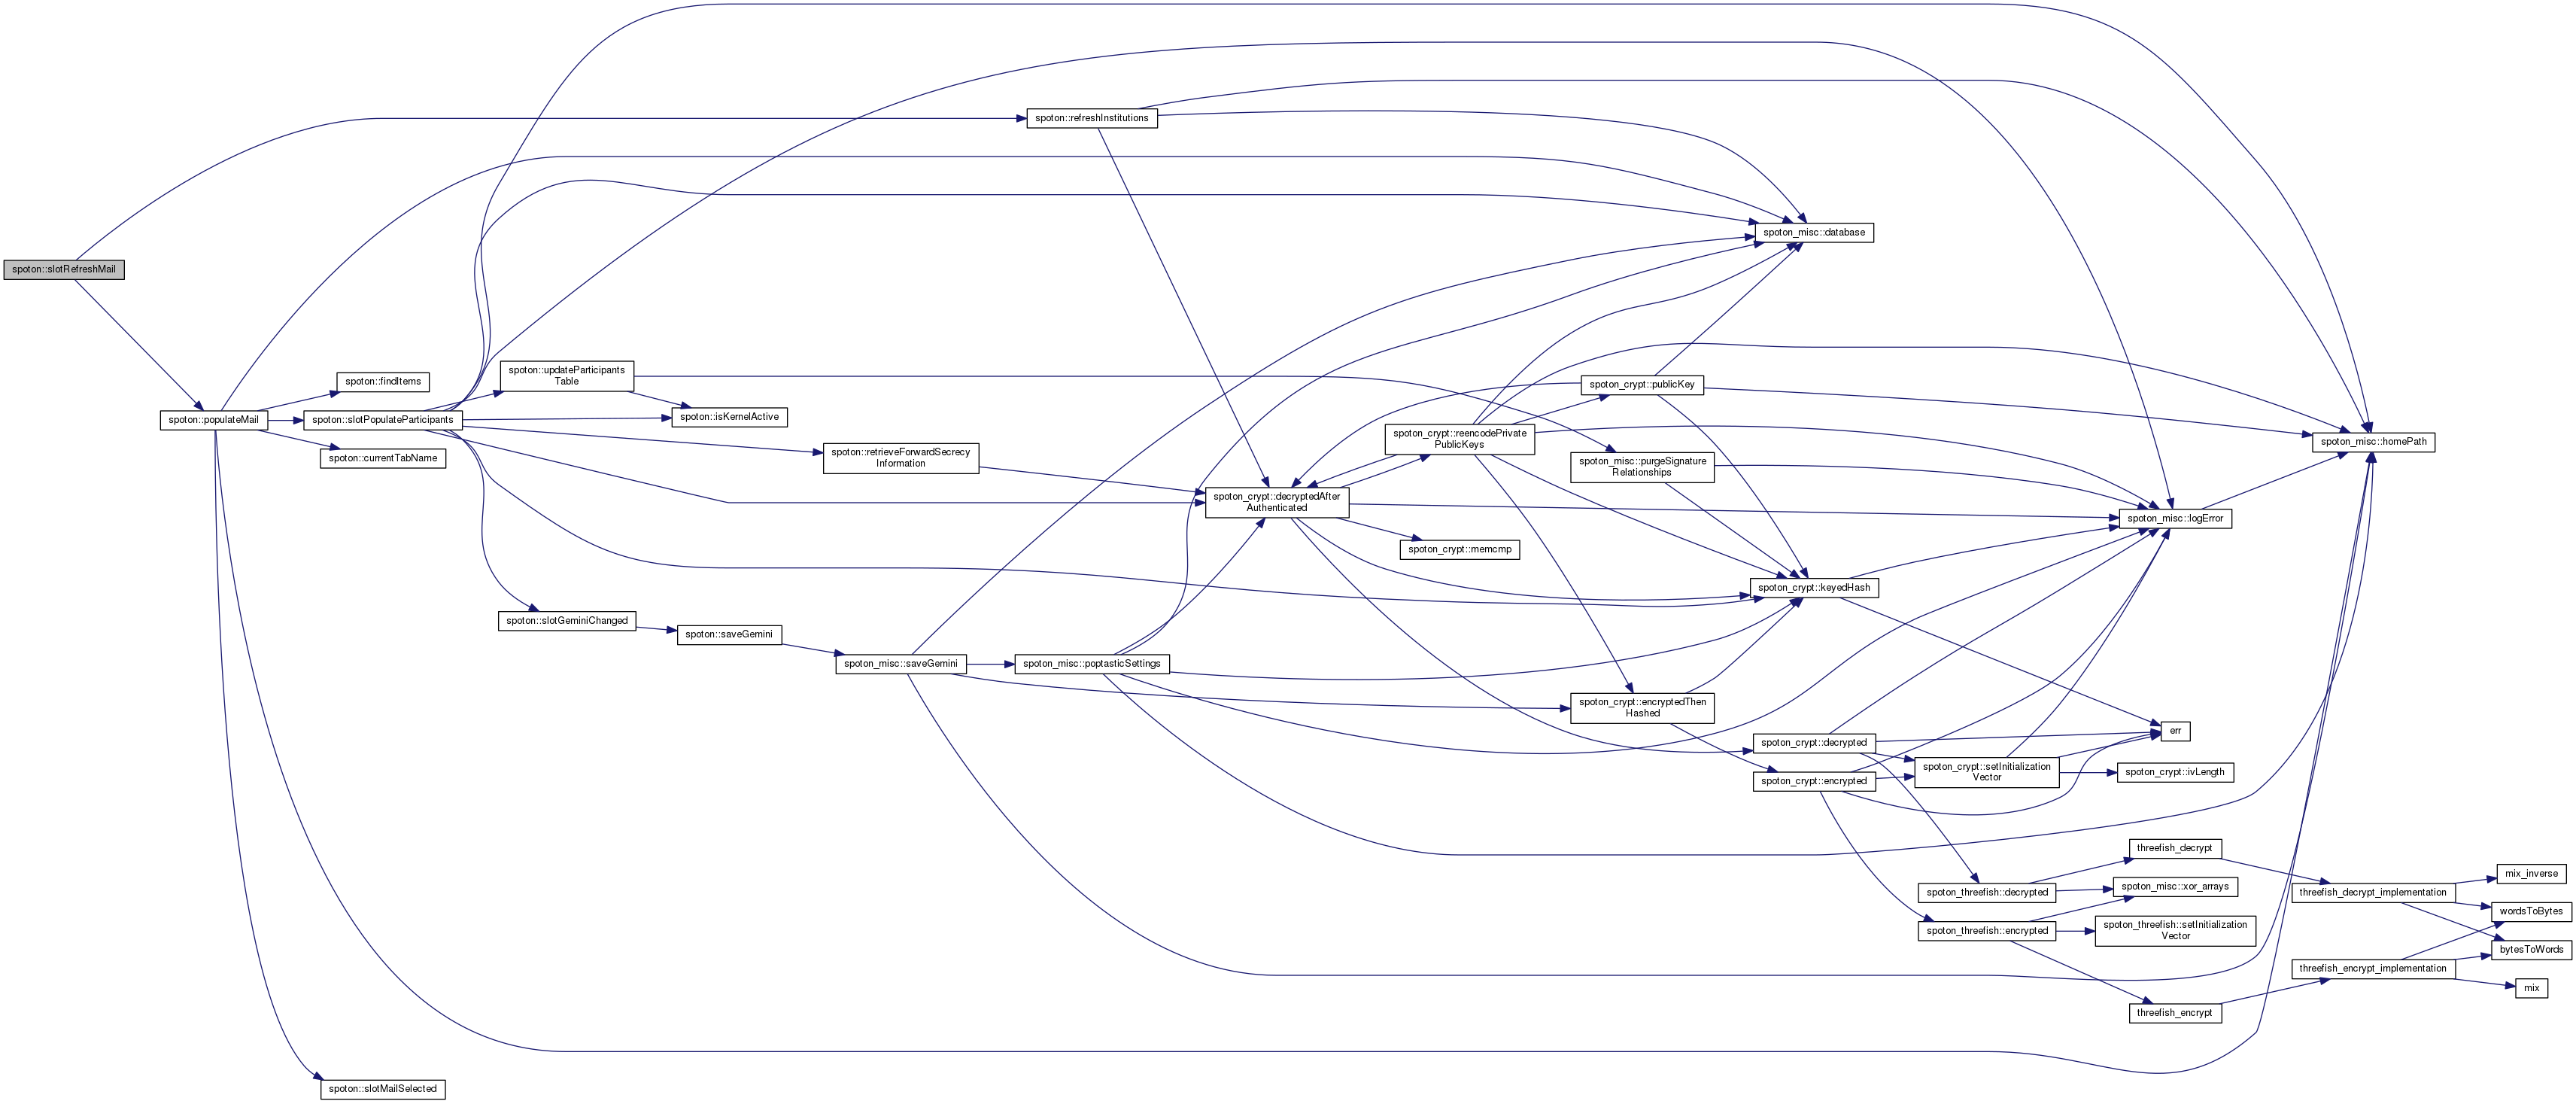 spoton::slotRefreshMail
spoton::populateMail
spoton::findItems
spoton::slotPopulateParticipants
spoton::currentTabName
spoton::slotMailSelected
spoton::updateParticipants
Table
spoton::isKernelActive
spoton::retrieveForwardSecrecy
Information
spoton::slotGeminiChanged
spoton::saveGemini
spoton_misc::saveGemini
spoton::refreshInstitutions
spoton_misc::poptasticSettings
spoton_crypt::decryptedAfter
Authenticated
spoton_crypt::reencodePrivate
PublicKeys
spoton_crypt::memcmp
spoton_crypt::publicKey
spoton_misc::purgeSignature
Relationships
spoton_crypt::encryptedThen
Hashed
spoton_misc::database
spoton_crypt::keyedHash
spoton_crypt::decrypted
spoton_crypt::encrypted
spoton_crypt::setInitialization
Vector
spoton_threefish::decrypted
spoton_threefish::encrypted
spoton_misc::homePath
spoton_misc::logError
err
spoton_crypt::ivLength
threefish_decrypt
spoton_misc::xor_arrays
spoton_threefish::setInitialization
Vector
threefish_encrypt
threefish_decrypt_implementation
threefish_encrypt_implementation
mix_inverse
wordsToBytes
bytesToWords
mix